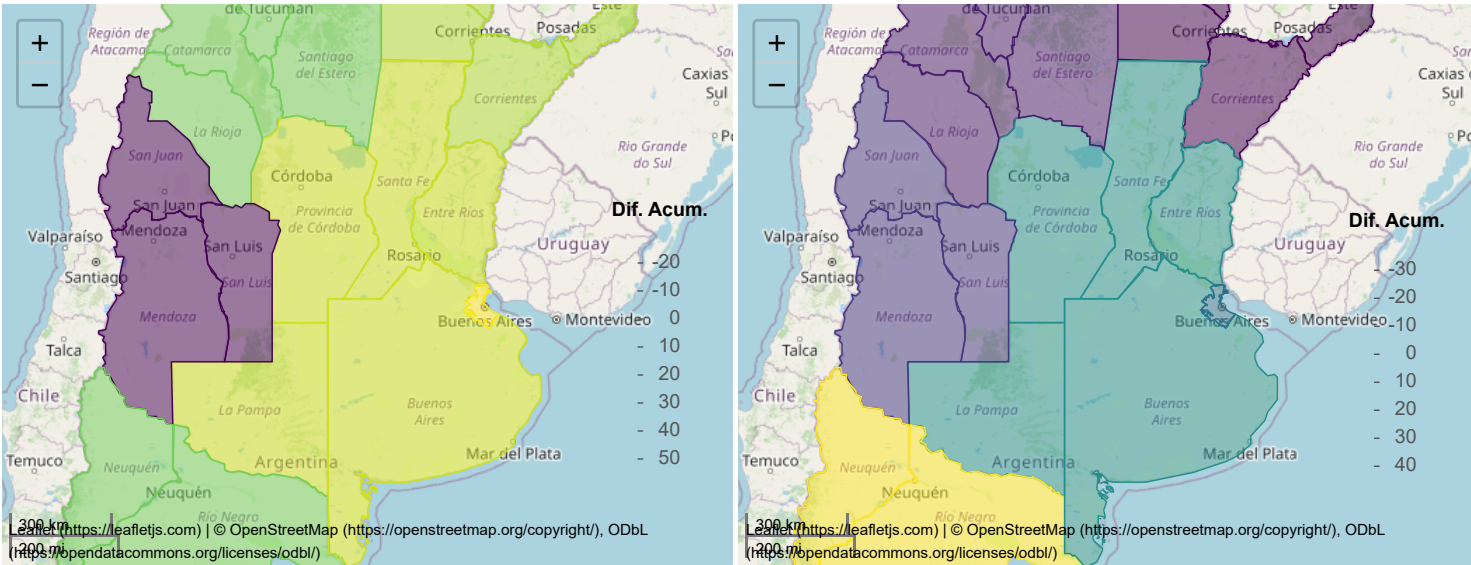 +
−
de Tucumán
Corrientes
Posadas
Este
Región de
Atacama
Catamarca
Santiago
del Estero
Caxias
Sul
Corrientes
La Rioja
San Juan
Córdoba
Santa Fe
Rio Grande
do Sul
San Juan
Provincia
de Córdoba
Entre Ríos
Dif. Acum.
Valparaíso
Mendoza
San Luis
Rosario
Uruguay
Santiago
San Luis
- -20
- -10
0
- 10
- 20
- 30
- 40
- 50
Mendoza
Buenos Aires
Montevideo
Talca
Chile
La Pampa
Buenos
Aires
Temuco
Neuquén
Argentina
Mar del Plata
Neuquén
Río Negro
300 km
200 mi
Leaflet (https://leafletjs.com) | © OpenStreetMap (https://openstreetmap.org/copyright/), ODbL
(https://opendatacommons.org/licenses/odbl/)
+
−
de Tucumán
Corrientes
Posadas
Este
Región de
Atacama
Catamarca
Santiago
del Estero
Caxias d
Sul
Corrientes
La Rioja
San Juan
Córdoba
Santa Fe
Rio Grande
do Sul
San Juan
Provincia
de Córdoba
Entre Ríos
Dif. Acum.
Valparaíso
Mendoza
San Luis
Rosario
Uruguay
Santiago
San Luis
- -30
- -20
-10
- 0
- 10
- 20
- 30
- 40
Mendoza
Buenos Aires
Montevideo
Talca
Chile
La Pampa
Buenos
Aires
Temuco
Neuquén
Argentina
Mar del Plata
Neuquén
Río Negro
300 km
200 mi
Leaflet (https://leafletjs.com) | © OpenStreetMap (https://openstreetmap.org/copyright/), ODbL
(https://opendatacommons.org/licenses/odbl/)